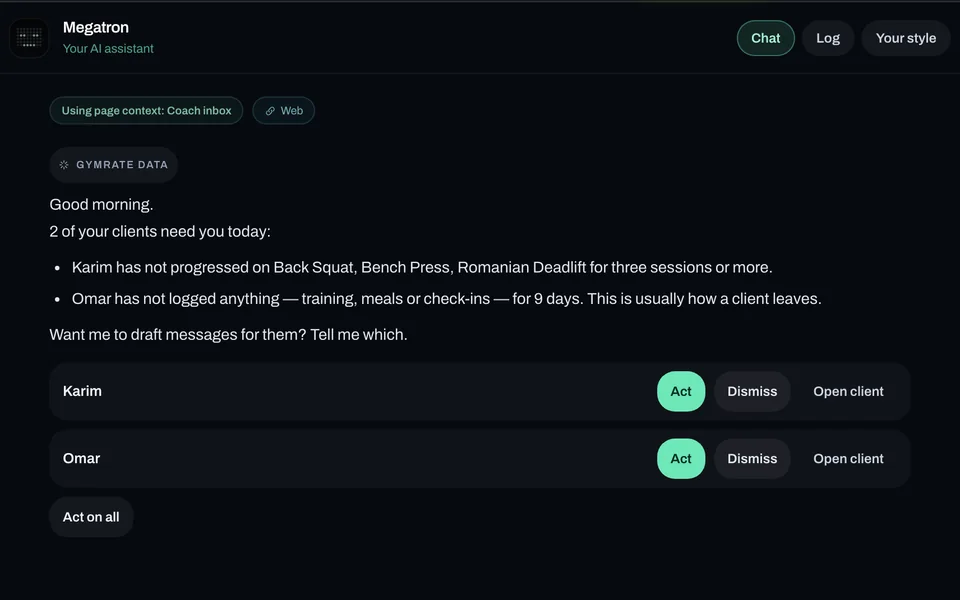 Megatron
Your AI assistant
Chat
Log
Your style
Using page context: Coach inbox
Web
GYMRATE DATA
Good morning.
2 of your clients need you today:
• Karim has not progressed on Back Squat, Bench Press, Romanian Deadlift for three sessions or more.
• Omar has not logged anything — training, meals or check-ins — for 9 days. This is usually how a client leaves.
Want me to draft messages for them? Tell me which.
Karim
Act
Dismiss
Open client
Omar
Act
Dismiss
Open client
Act on all